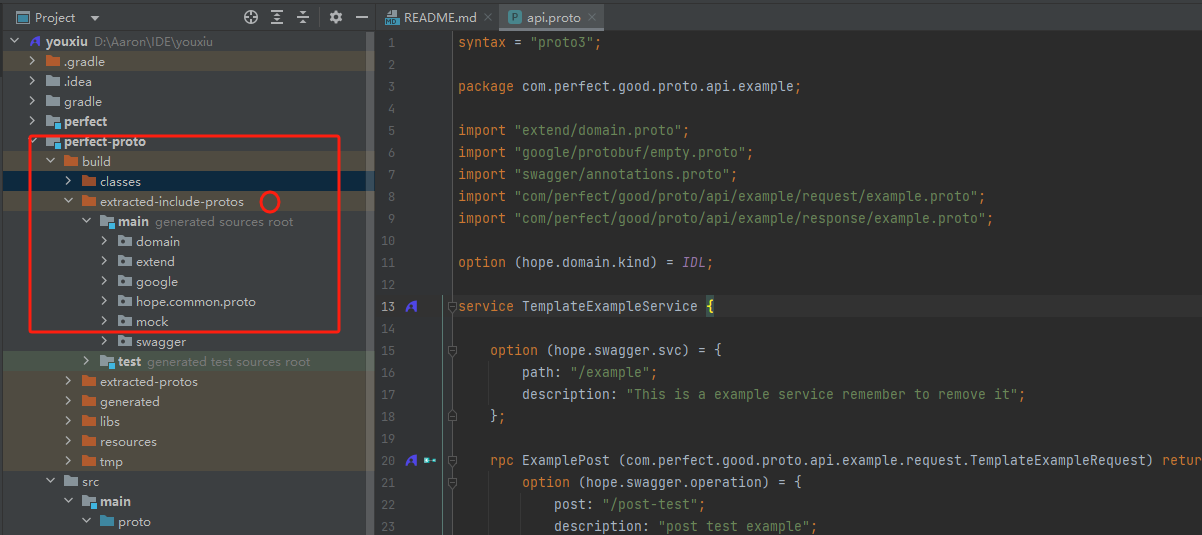 Project
youxiu D:\Aaron\IDE\youxiu
.gradle
.idea
gradle
perfect
perfect-proto
build
classes
extracted-include-protos
main generated sources root
domain
extend
google
hope.common.proto
mock
swagger
test generated test sources root
extracted-protos
generated
libs
resources
tmp
src
main
proto
MD README.md P api.proto
1 syntax = "proto3";
2
3 package com.perfect.good.proto.api.example;
4
5 import "extend/domain.proto";
6 import "google/protobuf/empty.proto";
7 import "swagger/annotations.proto";
8 import "com/perfect/good/proto/api/example/request/example.proto";
9 import "com/perfect/good/proto/api/example/response/example.proto";
10
11 option (hope.domain.kind) = IDL;
12
13 service TemplateExampleService {
14
15 option (hope.swagger.svc) = {
16 path: "/example";
17 description: "This is a example service remember to remove it";
18 };
19
20 rpc ExamplePost (com.perfect.good.proto.api.example.request.TemplateExampleRequest) retur
21 option (hope.swagger.operation) = {
22 post: "/post-test";
23 description: "post test example";